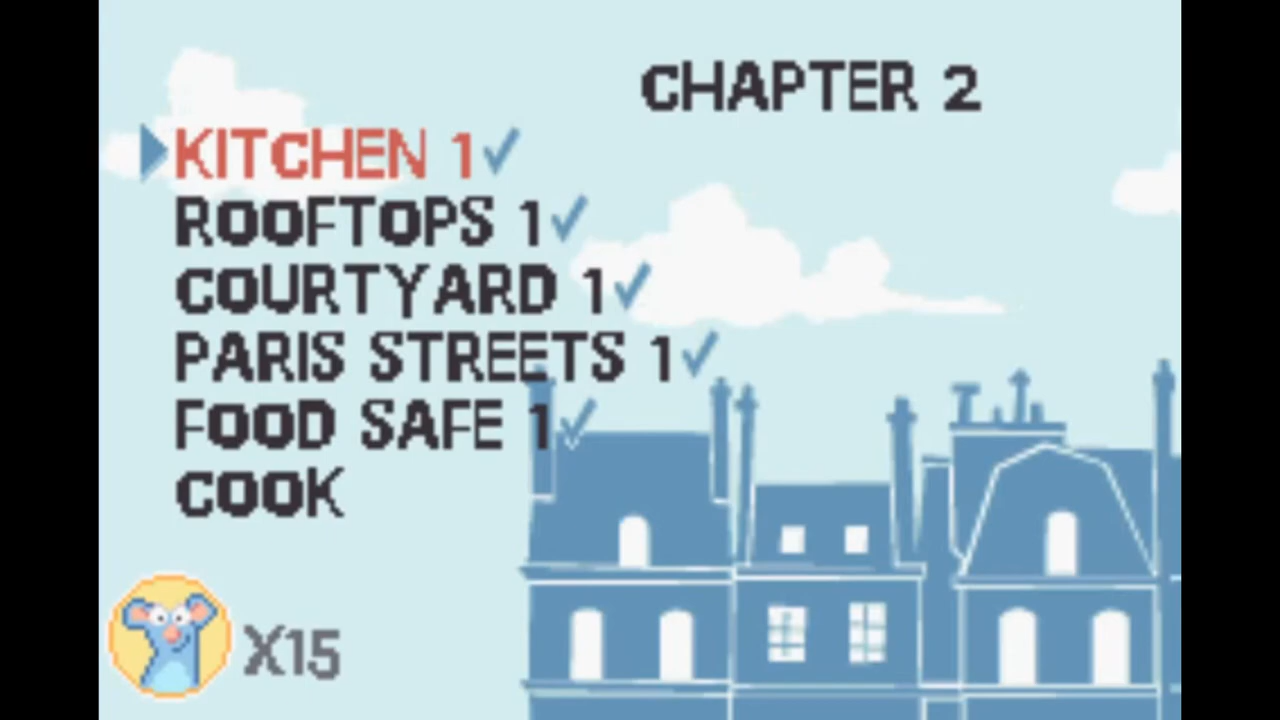 CHAPTER 2
KITCHEN 1✓
ROOFTOPS 1✓
COURTYARD 1✓
PARIS STREETS 1✓
FOOD SAFE 1✓
COOK
X15